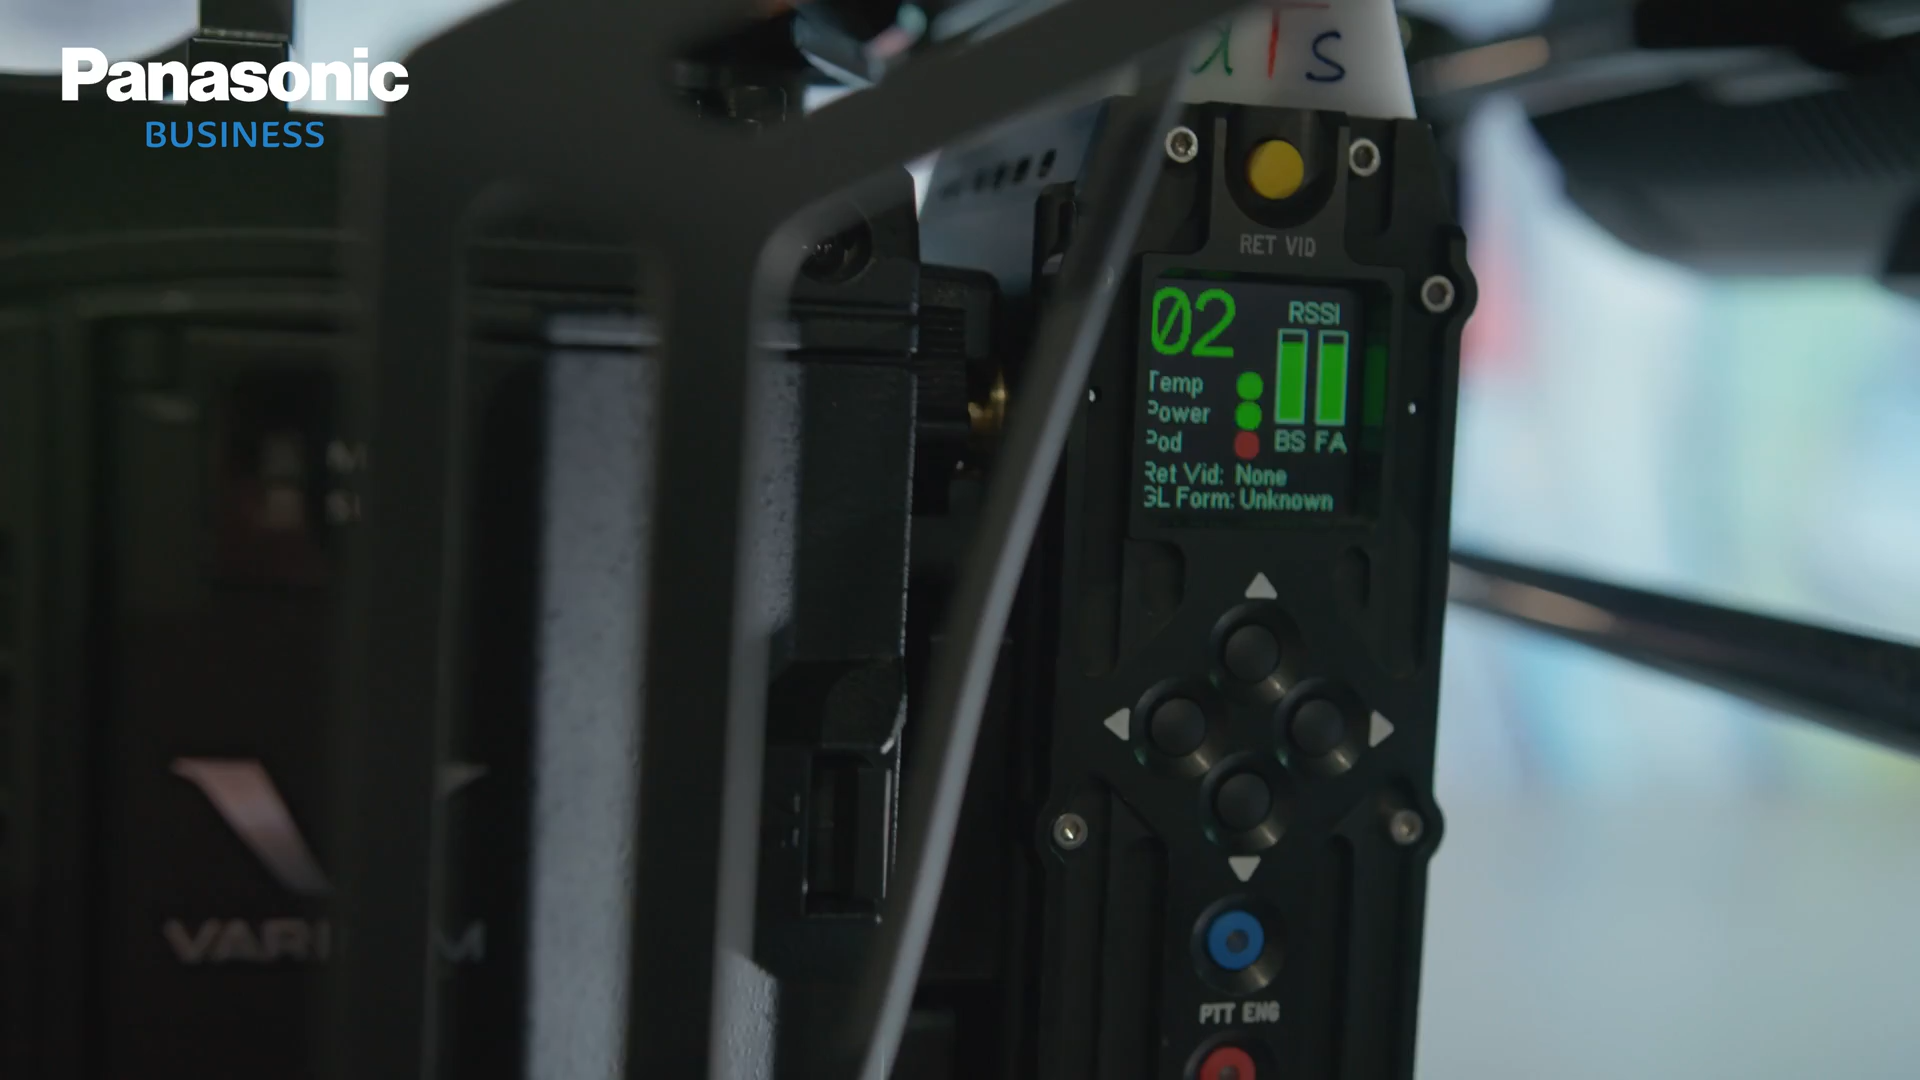 Panasonic
BUSINESS
Ts
RET VID
02
RSSI
Temp
Power
Pod
BS FA
Ret Vid: None
GL Form: Unknown
PTT ENG